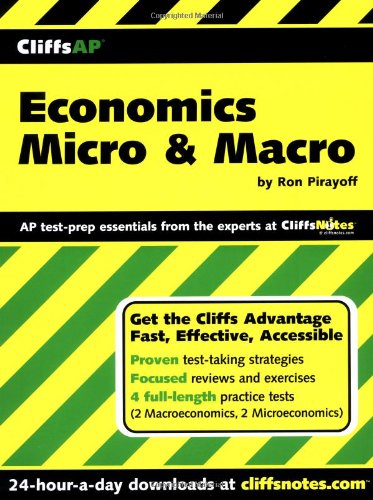 CliffsAP®
Economics
Micro & Macro
by Ron Pirayoff
AP test-prep essentials from the experts at CliffsNotes™
@ cliffsnotes.com
Get the Cliffs Advantage
Fast, Effective, Accessible
Proven test-taking strategies
Focused reviews and exercises
4 full-length practice tests
(2 Macroeconomics, 2 Microeconomics)
24-hour-a-day downloads at cliffsnotes.com™